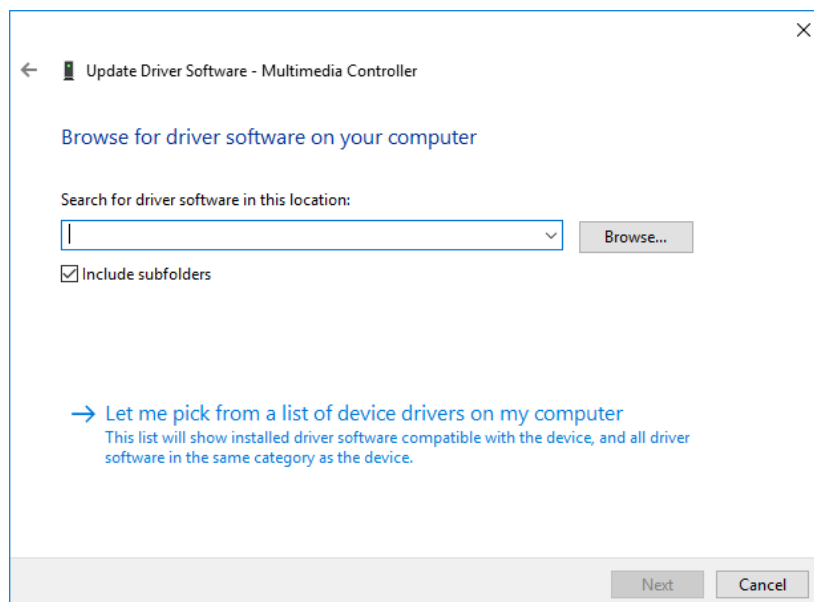 Update Driver Software - Multimedia Controller
Browse for driver software on your computer
Search for driver software in this location:
Browse...
Include subfolders
Let me pick from a list of device drivers on my computer
This list will show installed driver software compatible with the device, and all driver
software in the same category as the device.
Next
Cancel